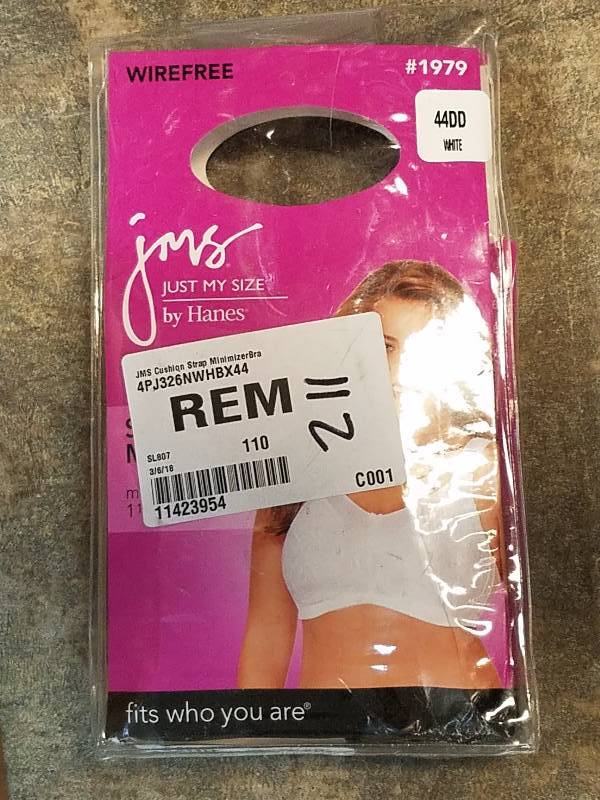 WIREFREE
#1979
44DD
WHITE
jms
JUST MY SIZE
by Hanes®
JMS Cushion Strap MinimizerBra
4PJ326NWHBX44
REM
SL807
110
3/6/18
C001
11423954
fits who you are®